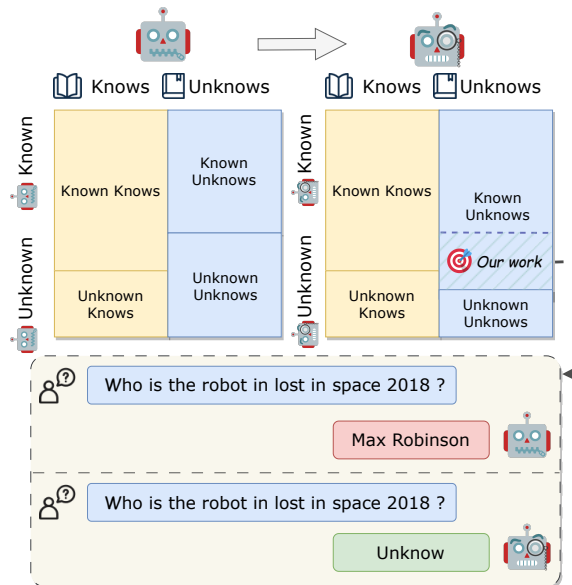 Knows Unknows
Knows Unknows
Known
Known Knows
Known
Unknows
Unknown
Unknown
Knows
Unknown
Unknows
Known
Known Knows
Known
Unknows
Our work
Unknown
Unknown
Knows
Unknown
Unknows
Who is the robot in lost in space 2018 ?
Max Robinson
Who is the robot in lost in space 2018 ?
Unknow